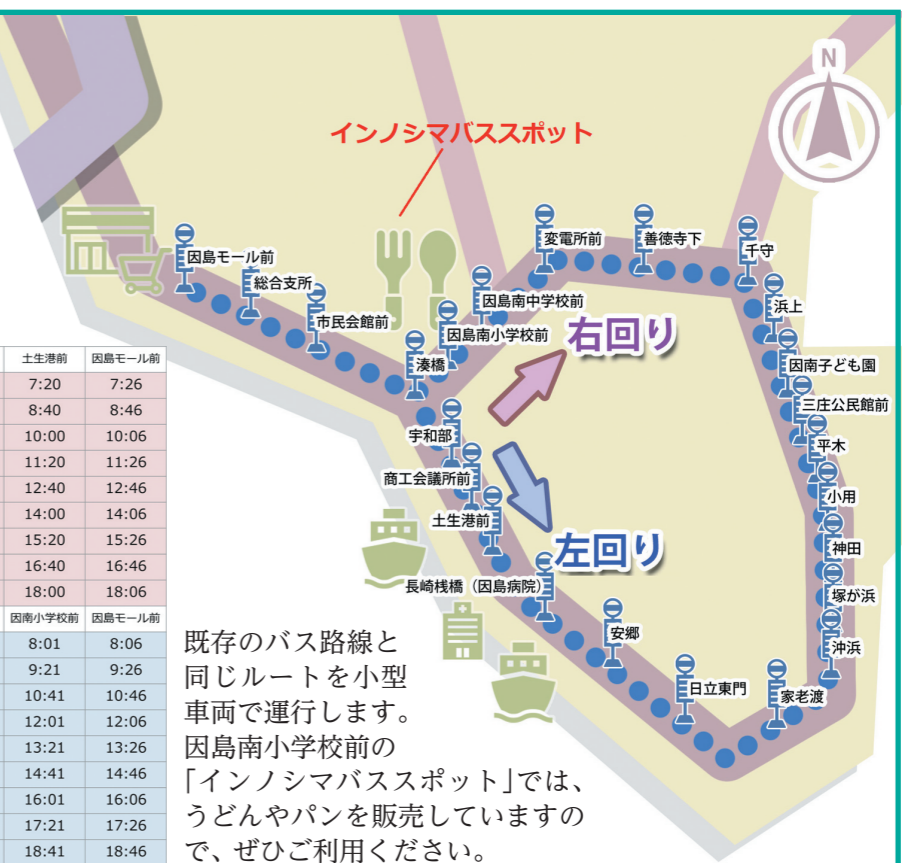 N
インノシマバススポット
因島モール前
総合支所
市民会館前
湊橋
因島南小学校前
因島南中学校前
変電所前
善徳寺下
千守
浜上
因南子ども園
三庄公民館前
平木
小用
神田
塚が浜
沖浜
家老渡
日立東門
安郷
長崎桟橋（因島病院）
土生港前
商工会議所前
宇和部
右回り
左回り
土生港前 因島モール前
7:20 7:26
8:40 8:46
10:00 10:06
11:20 11:26
12:40 12:46
14:00 14:06
15:20 15:26
16:40 16:46
18:00 18:06
因南小学校前 因島モール前
8:01 8:06
9:21 9:26
10:41 10:46
12:01 12:06
13:21 13:26
14:41 14:46
16:01 16:06
17:21 17:26
18:41 18:46
既存のバス路線と
同じルートを小型
車両で運行します。
因島南小学校前の
「インノシマバススポット」では、
うどんやパンを販売していますの
で、ぜひご利用ください。